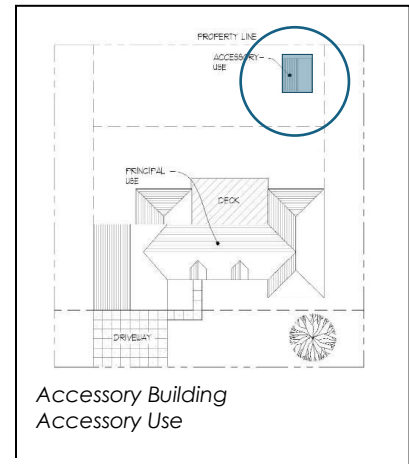 PROPERTY LINE
ACCESSORY
USE
PRINCIPAL
USE
DECK
DRIVEWAY
Accessory Building
Accessory Use